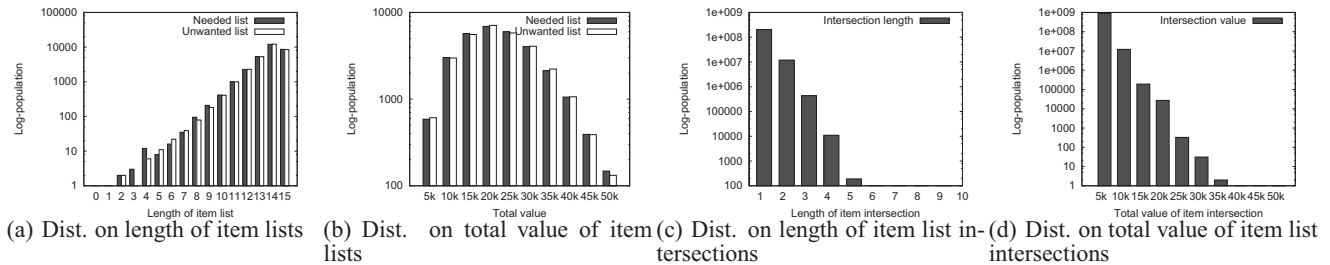 Needed list
Unwanted list
100000
10000
1000
100
10
1
Log-population
0 1 2 3 4 5 6 7 8 9 10 11 12 13 14 15
Length of item list
(a) Dist. on length of item lists
Needed list
Unwanted list
10000
1000
100
Log-population
5k 10k 15k 20k 25k 30k 35k 40k 45k 50k
Total value
(b) Dist. on total value of item
lists
Intersection length
1e+009
1e+008
1e+007
1e+006
100000
10000
1000
100
Log-population
1 2 3 4 5 6 7 8 9 10
Length of item intersection
(c) Dist. on length of item list in-
tersections
Intersection value
1e+009
1e+008
1e+007
1e+006
100000
10000
1000
100
10
1
Log-population
5k 10k 15k 20k 25k 30k 35k 40k 45k 50k
Total value of item intersection
(d) Dist. on total value of item list
intersections